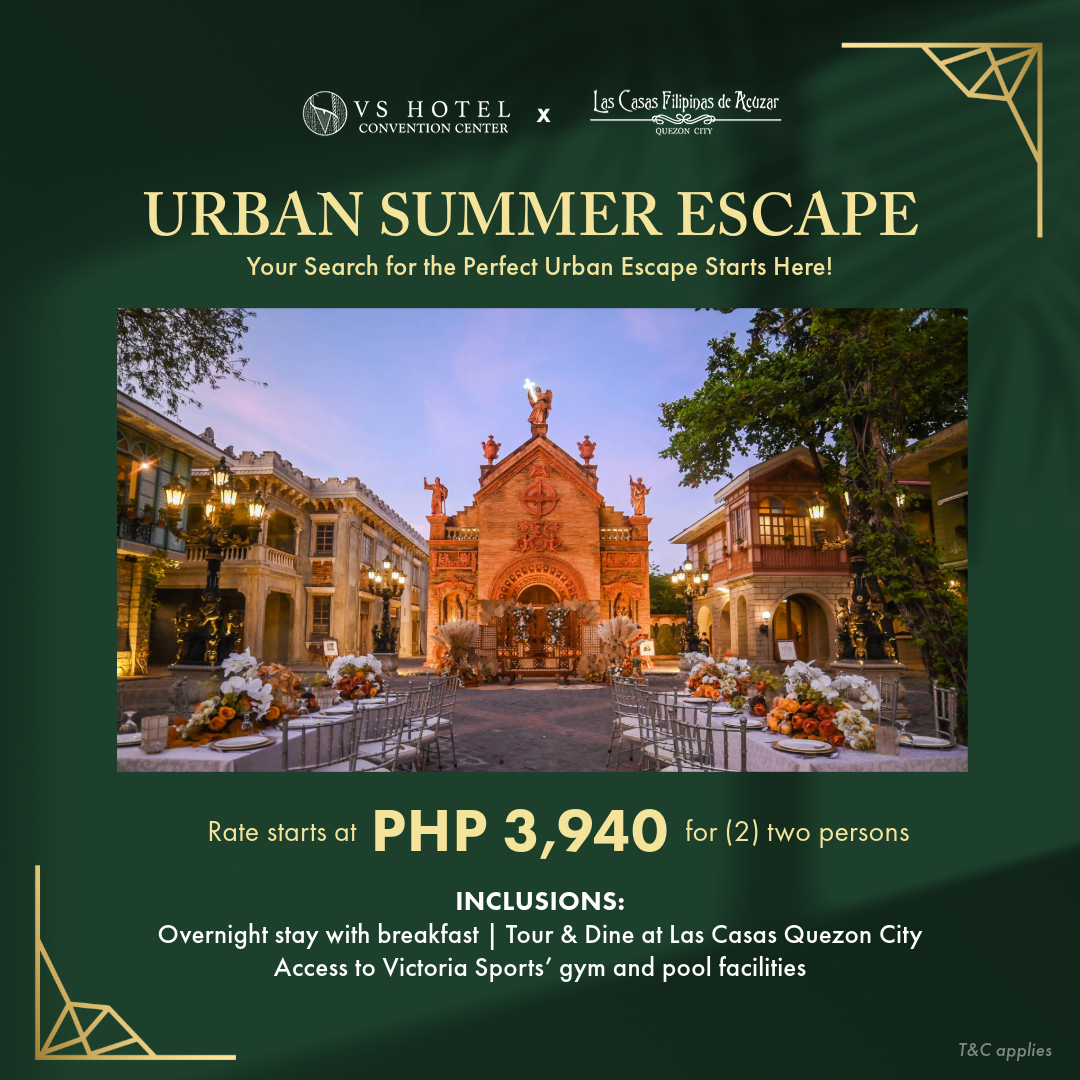 VS HOTEL
CONVENTION CENTER
x
Las Casas Filipinas de Acuzar
QUEZON CITY
URBAN SUMMER ESCAPE
Your Search for the Perfect Urban Escape Starts Here!
Rate starts at PHP 3,940 for (2) two persons
INCLUSIONS:
Overnight stay with breakfast | Tour & Dine at Las Casas Quezon City
Access to Victoria Sports’ gym and pool facilities
T&C applies